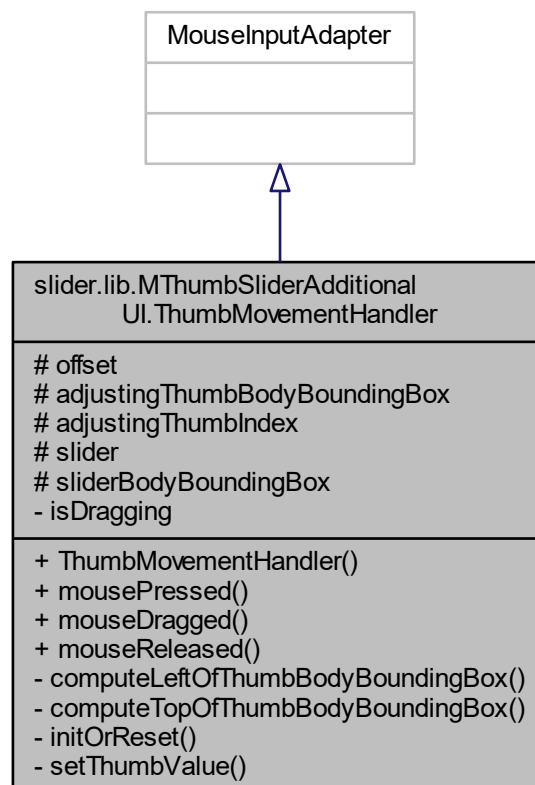 MouseInputAdapter
slider.lib.MThumbSliderAdditional
UI.ThumbMovementHandler
# offset
# adjustingThumbBodyBoundingBox
# adjustingThumbIndex
# slider
# sliderBodyBoundingBox
- isDragging
+ ThumbMovementHandler()
+ mousePressed()
+ mouseDragged()
+ mouseReleased()
- computeLeftOfThumbBodyBoundingBox()
- computeTopOfThumbBodyBoundingBox()
- initOrReset()
- setThumbValue()